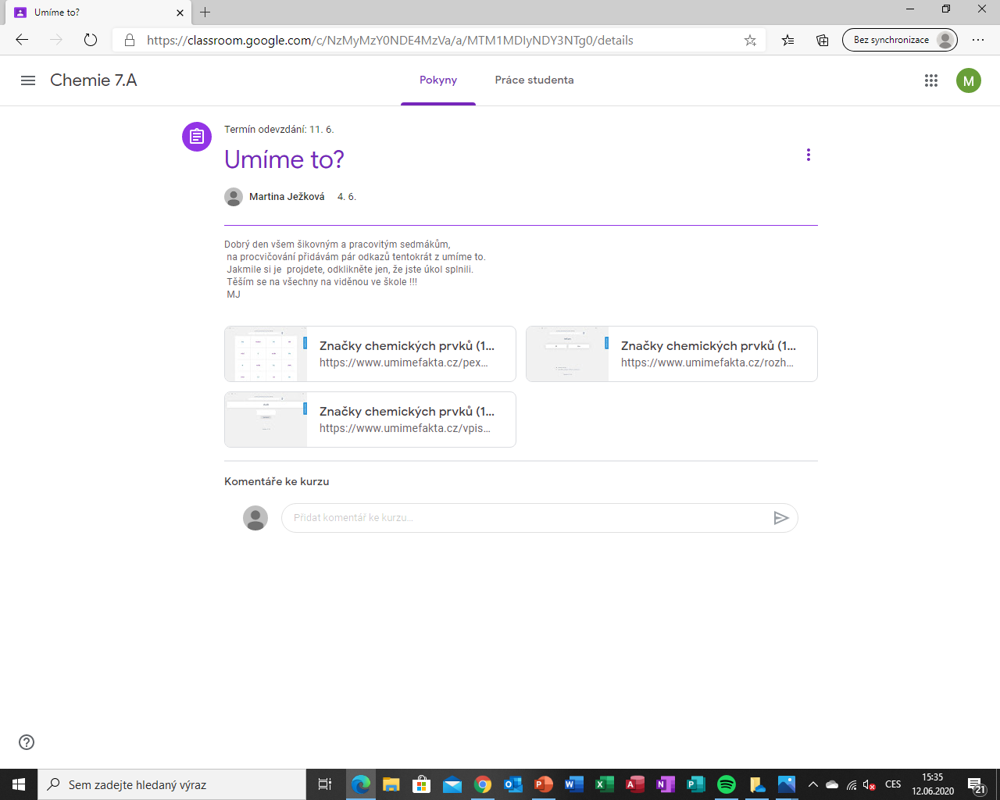 Umíme to?
https://classroom.google.com/c/NzMyMzY0NDE4MzVa/a/MTM1MDIyNDY3NTg0/details
Bez synchronizace
Chemie 7.A
Pokyny
Práce studenta
M
Termín odevzdání: 11. 6.
Umíme to?
Martina Ježková 4. 6.
Dobrý den všem šikovným a pracovitým sedmákům,
na procvičování přidávám pár odkazů tentokrát z umíme to.
Jakmile si je projdete, odklikněte jen, že jste úkol splnili.
Těším se na všechny na viděnou ve škole !!!
MJ
Značky chemických prvků (1...
https://www.umimefakta.cz/pex...
Značky chemických prvků (1...
https://www.umimefakta.cz/rozh...
Značky chemických prvků (1...
https://www.umimefakta.cz/vpis...
Komentáře ke kurzu
Přidat komentář ke kurzu...
Sem zadejte hledaný výraz
CES
15:35
12.06.2020
21